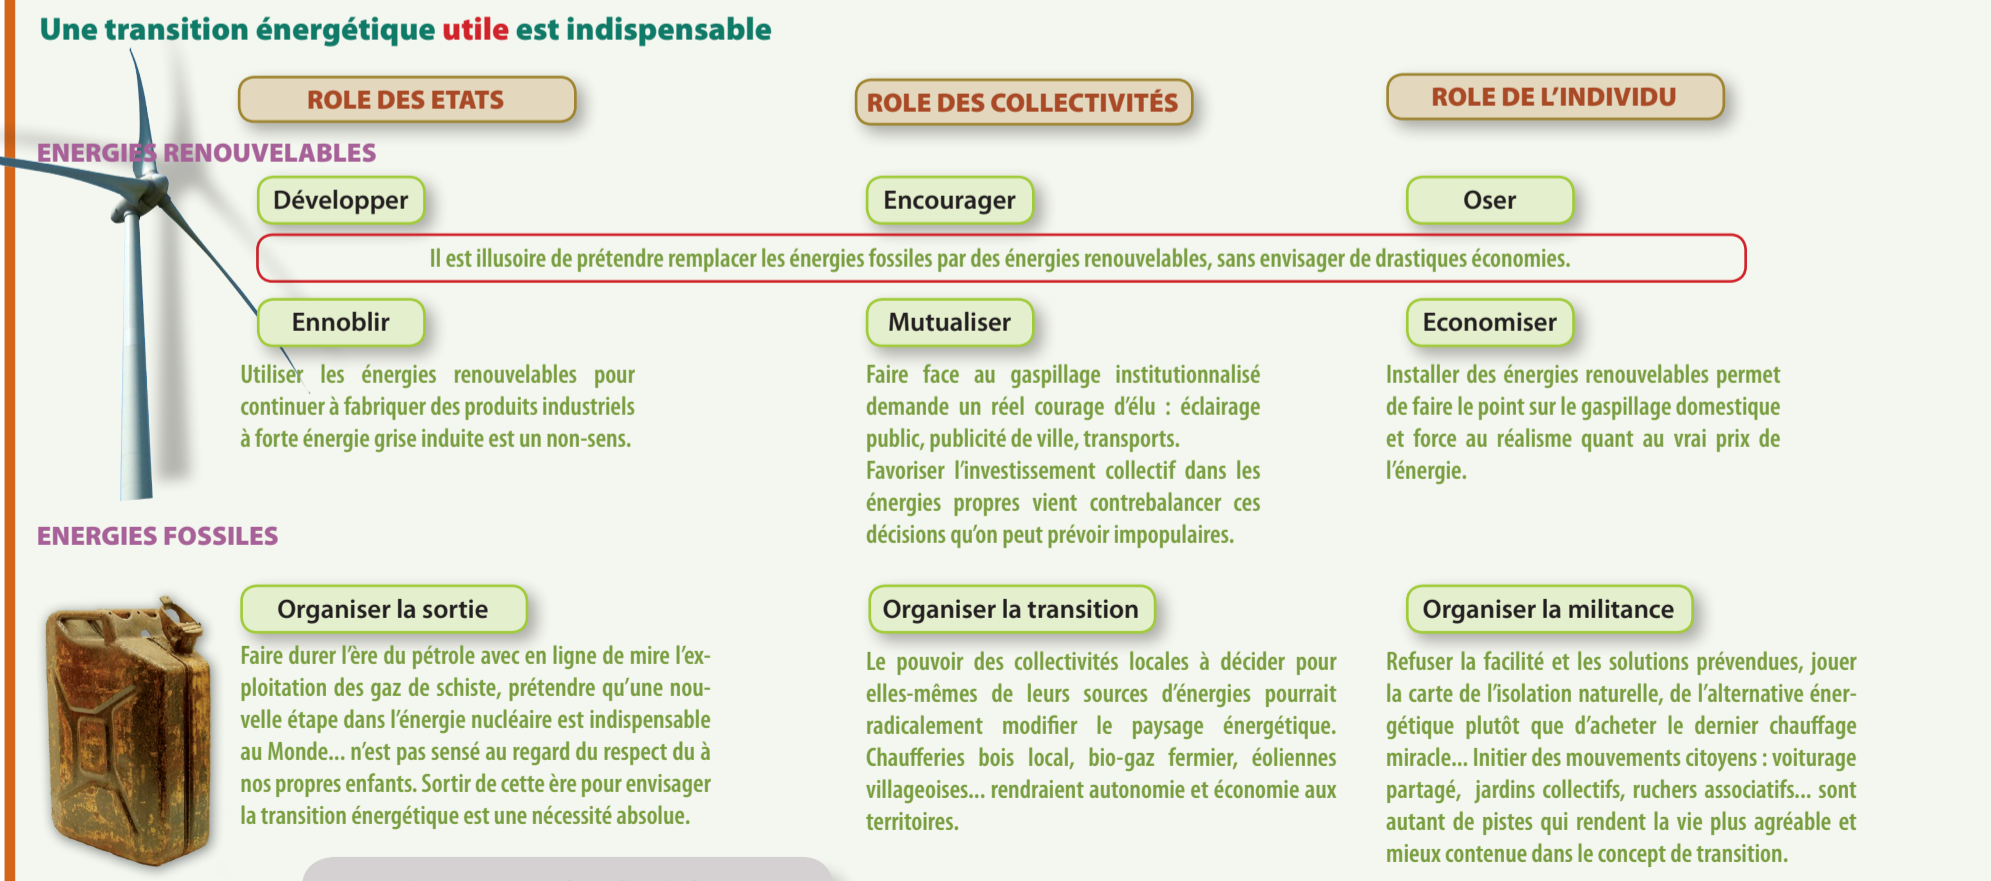 Une transition énergétique utile est indispensable
ROLE DES ETATS
ROLE DES COLLECTIVITÉS
ROLE DE L’INDIVIDU
ENERGIES RENOUVELABLES
Développer
Encourager
Oser
Il est illusoire de prétendre remplacer les énergies fossiles par des énergies renouvelables, sans envisager de drastiques économies.
Ennoblir
Utiliser les énergies renouvelables pour
continuer à fabriquer des produits industriels
à forte énergie grise induite est un non-sens.
Mutualiser
Faire face au gaspillage institutionnalisé
demande un réel courage d’élu : éclairage
public, publicité de ville, transports.
Favoriser l’investissement collectif dans les
énergies propres vient contrebalancer ces
décisions qu’on peut prévoir impopulaires.
Economiser
Installer des énergies renouvelables permet
de faire le point sur le gaspillage domestique
et force au réalisme quant au vrai prix de
l’énergie.
ENERGIES FOSSILES
Organiser la sortie
Faire durer l’ère du pétrole avec en ligne de mire l’ex-
ploitation des gaz de schiste, prétendre qu’une nou-
velle étape dans l’énergie nucléaire est indispensable
au Monde... n’est pas sensé au regard du respect du à
nos propres enfants. Sortir de cette ère pour envisager
la transition énergétique est une nécessité absolue.
Organiser la transition
Le pouvoir des collectivités locales à décider pour
elles-mêmes de leurs sources d’énergies pourrait
radicalement modifier le paysage énergétique.
Chaufferies bois local, bio-gaz fermier, éoliennes
villageoises... rendraient autonomie et économie aux
territoires.
Organiser la militance
Refuser la facilité et les solutions prévendues, jouer
la carte de l’isolation naturelle, de l’alternative éner-
gétique plutôt que d’acheter le dernier chauffage
miracle... Initier des mouvements citoyens : voiturage
partagé, jardins collectifs, ruchers associatifs... sont
autant de pistes qui rendent la vie plus agréable et
mieux contenue dans le concept de transition.